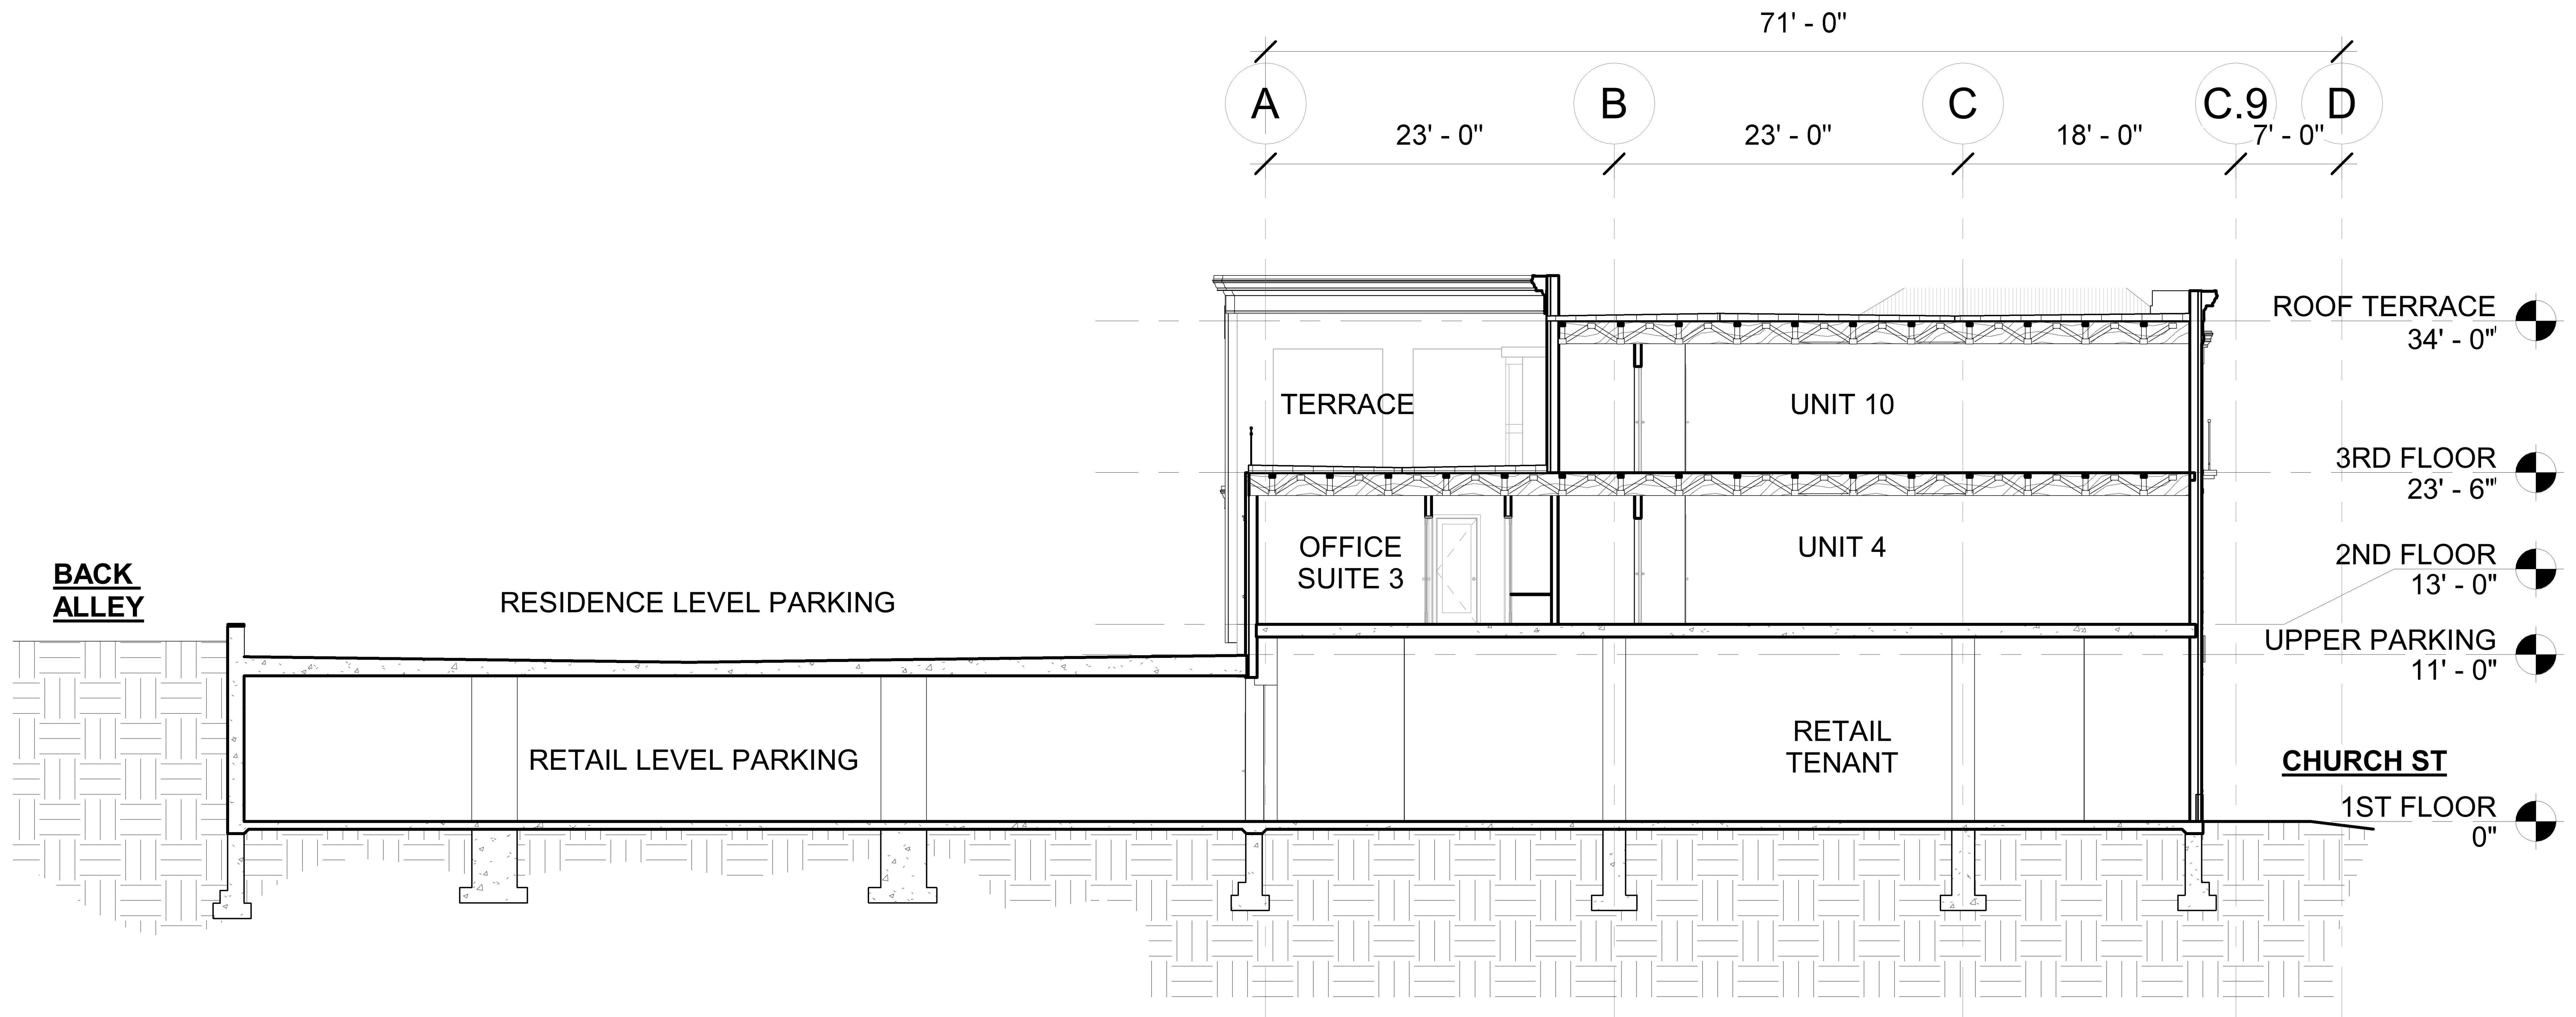 71' - 0"
A
B
C
C.9
D
23' - 0"
23' - 0"
18' - 0"
7' - 0"
ROOF TERRACE
34' - 0"
TERRACE
UNIT 10
3RD FLOOR
23' - 6"
OFFICE
SUITE 3
UNIT 4
2ND FLOOR
13' - 0"
BACK
ALLEY
RESIDENCE LEVEL PARKING
UPPER PARKING
11' - 0"
RETAIL LEVEL PARKING
RETAIL
TENANT
CHURCH ST
1ST FLOOR
0"